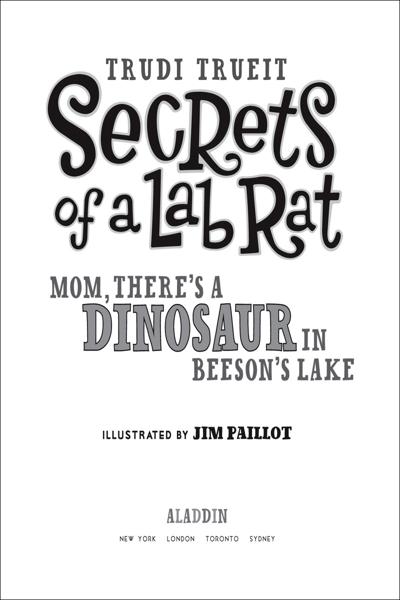 TRUDI TRUEIT
Secrets
of a Lab Rat
MOM, THERE'S A
DINOSAUR IN
BEESON'S LAKE
ILLUSTRATED BY JIM PAILLOT
ALADDIN
NEW YORK LONDON TORONTO SYDNEY